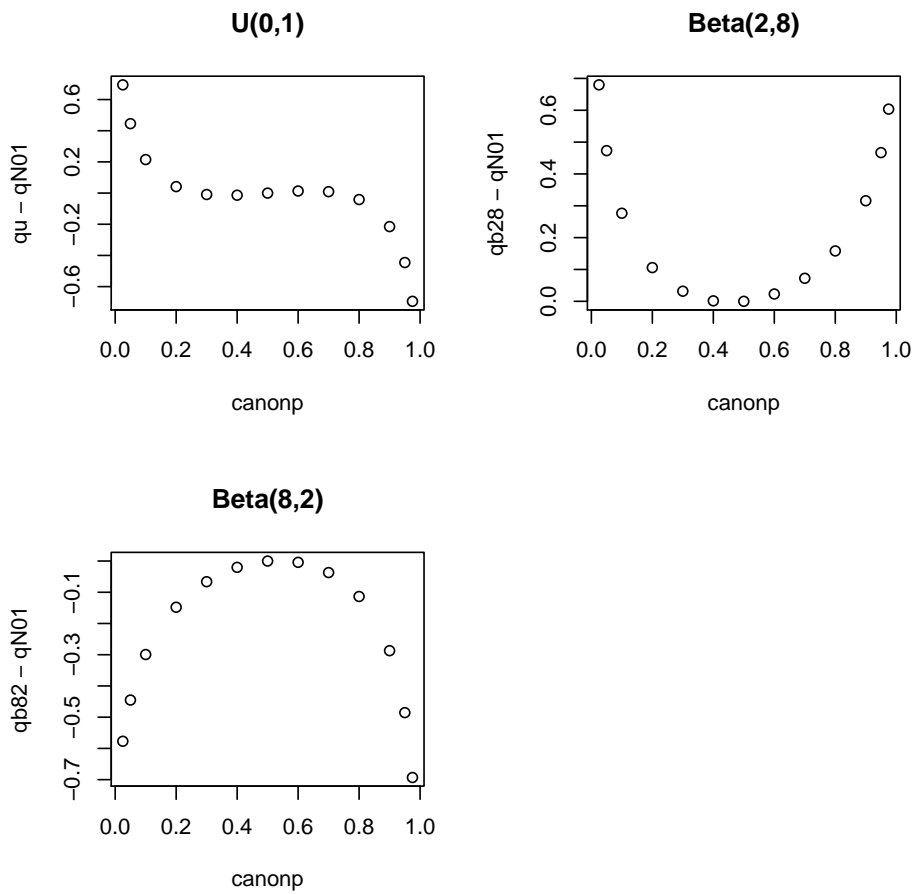 U(0,1)
qu − qN01
−0.6
−0.2
0.2
0.6
0.0 0.2 0.4 0.6 0.8 1.0
canonp
Beta(2,8)
qb28 − qN01
0.0
0.2
0.4
0.6
0.0 0.2 0.4 0.6 0.8 1.0
canonp
Beta(8,2)
qb82 − qN01
−0.7
−0.5
−0.3
−0.1
0.0 0.2 0.4 0.6 0.8 1.0
canonp